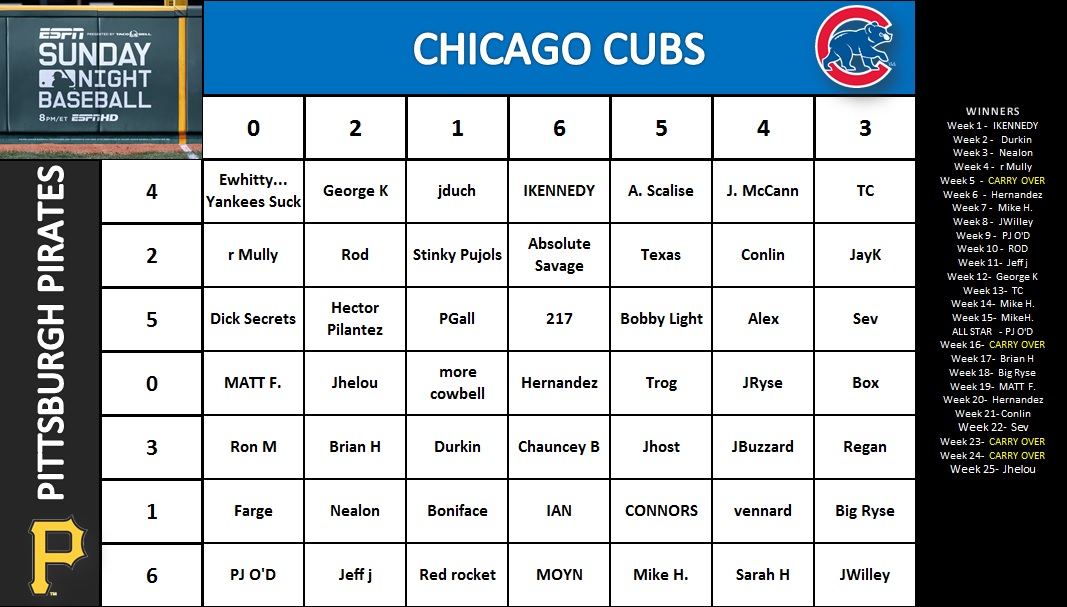 ESPN PRESENTED BY TACO BELL
SUNDAY
NIGHT
BASEBALL
8PM/ET ESPN HD
CHICAGO CUBS
C
0 2 1 6 5 4 3
PITTSBURGH PIRATES
P
TM
4 Ewhitty... Yankees Suck George K jduch IKENNEDY A. Scalise J. McCann TC
2 r Mully Rod Stinky Pujols Absolute Savage Texas Conlin JayK
5 Dick Secrets Hector Pilantez PGall 217 Bobby Light Alex Sev
0 MATT F. Jhelou more cowbell Hernandez Trog JRyse Box
3 Ron M Brian H Durkin Chauncey B Jhost JBuzzard Regan
1 Farge Nealon Boniface IAN CONNORS vennard Big Ryse
6 PJ O'D Jeff j Red rocket MOYN Mike H. Sarah H JWilley
WINNERS
Week 1 - IKENNEDY
Week 2 - Durkin
Week 3 - Nealon
Week 4 - r Mully
Week 5 - CARRY OVER
Week 6 - Hernandez
Week 7 - Mike H.
Week 8 - JWilley
Week 9 - PJ O'D
Week 10 - ROD
Week 11- Jeff j
Week 12- George K
Week 13- TC
Week 14- Mike H.
Week 15- MikeH.
ALL STAR - PJ O'D
Week 16- CARRY OVER
Week 17- Brian H
Week 18- Big Ryse
Week 19- MATT F.
Week 20- Hernandez
Week 21-Conlin
Week 22- Sev
Week 23- CARRY OVER
Week 24- CARRY OVER
Week 25- Jhelou